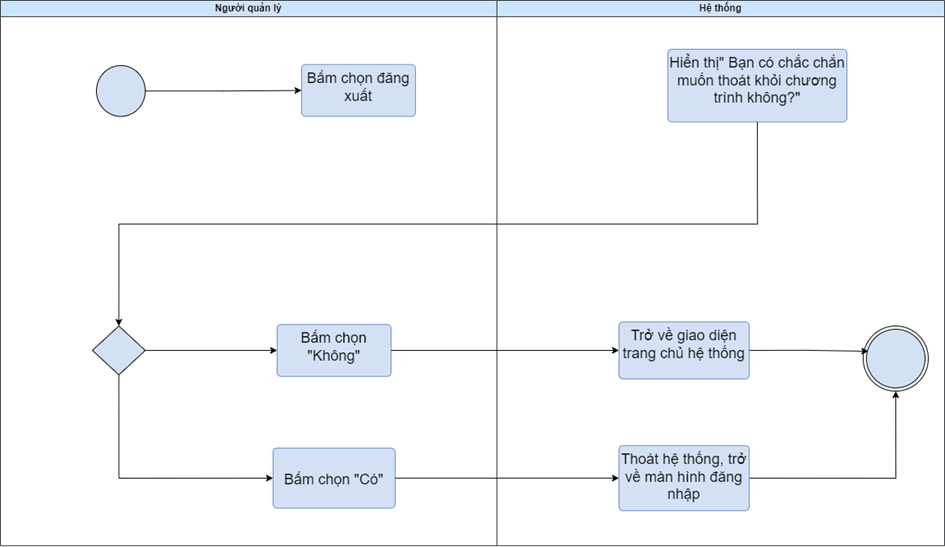 Người quản lý
Hệ thống
Bấm chọn đăng
xuất
Hiển thị" Bạn có chắc chắn
muốn thoát khỏi chương
trình không?"
Bấm chọn
"Không"
Trở về giao diện
trang chủ hệ thống
Bấm chọn "Có"
Thoát hệ thống, trở
về màn hình đăng
nhập